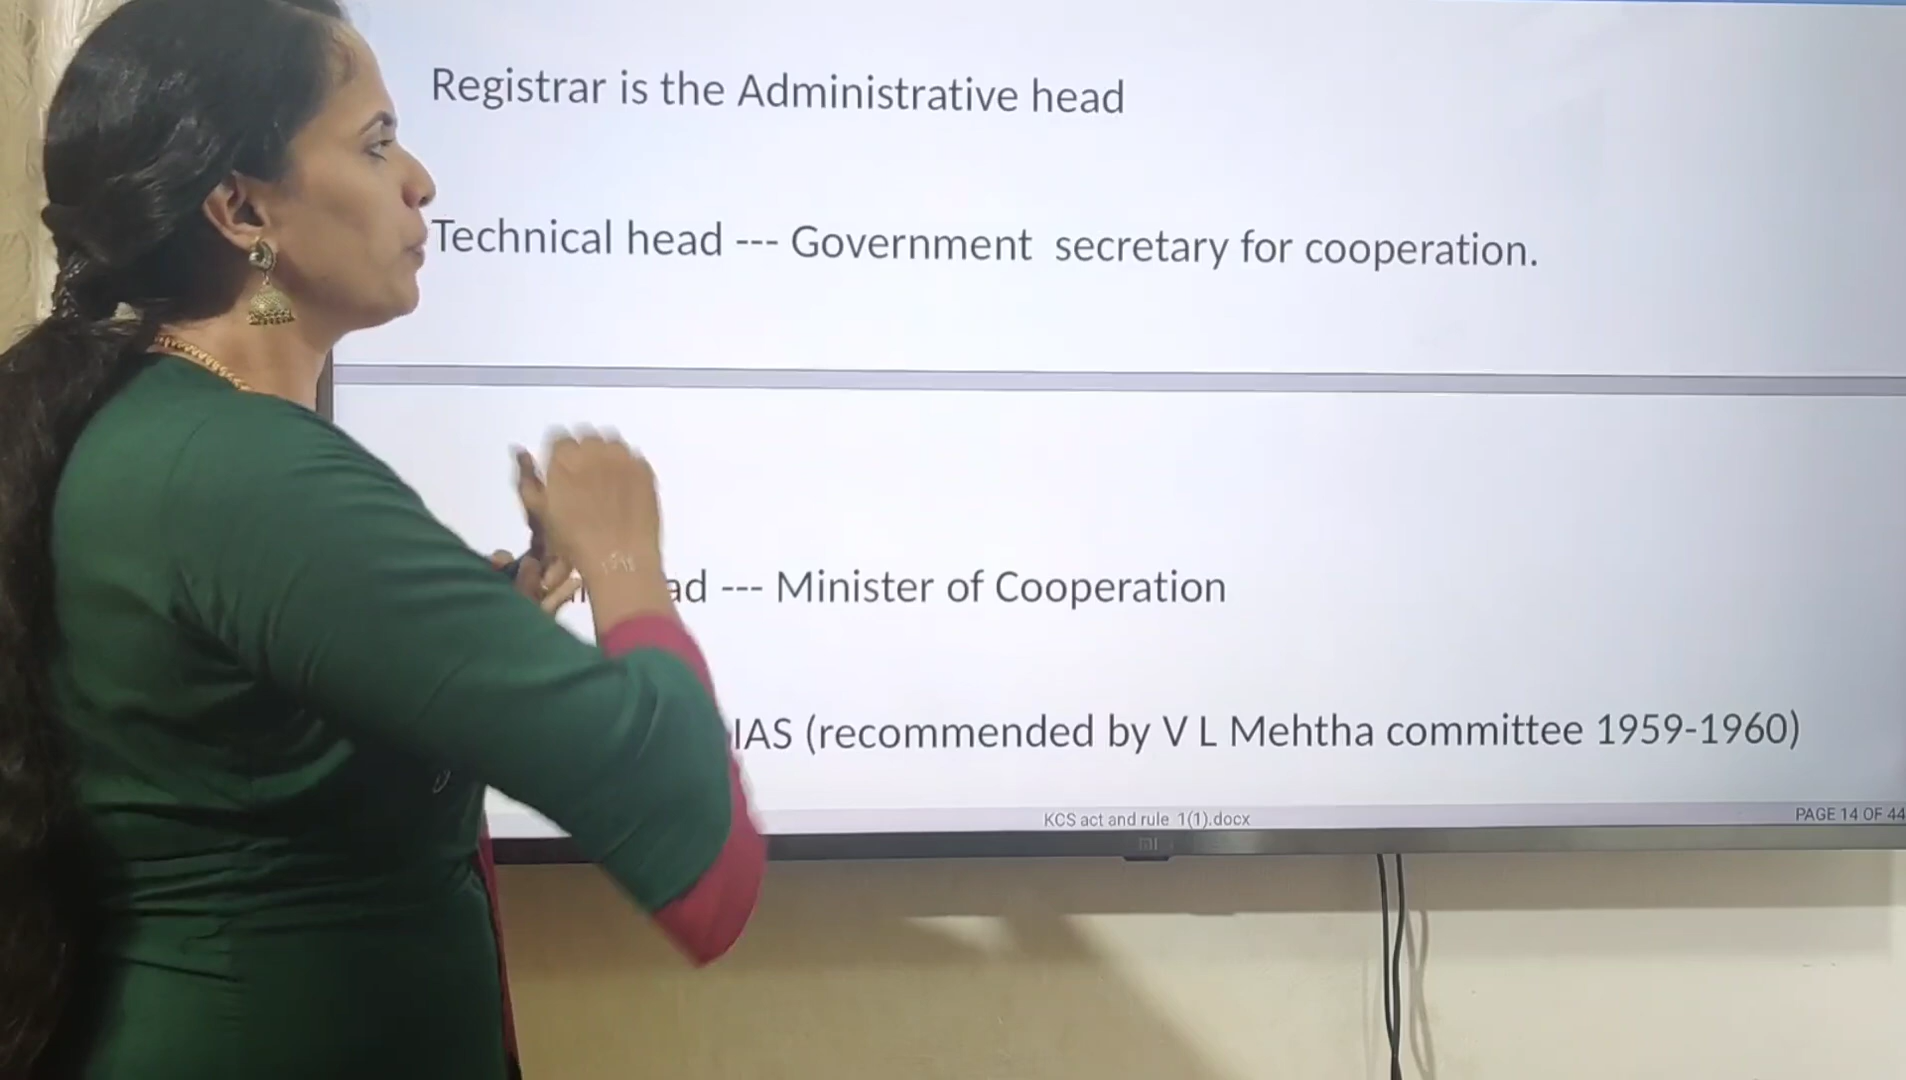 Registrar is the Administrative head
Technical head --- Government secretary for cooperation.
--- Minister of Cooperation
IAS (recommended by V L Mehtha committee 1959-1960)
KCS act and rule 1(1).docx
PAGE 14 OF 44
mi